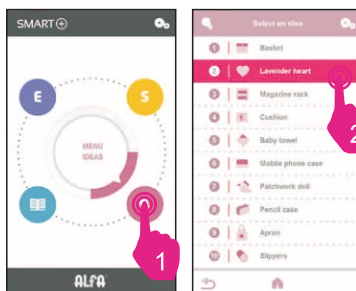 SMART+
E
S
MENU
IDEAS
1
ALFA
Select an idea
1 Basket
2 Lavender heart
3 Magazine rack
4 Cushion
5 Baby towel
6 Mobile phone case
7 Patchwork doll
8 Pencil case
9 Apron
10 Slippers
2